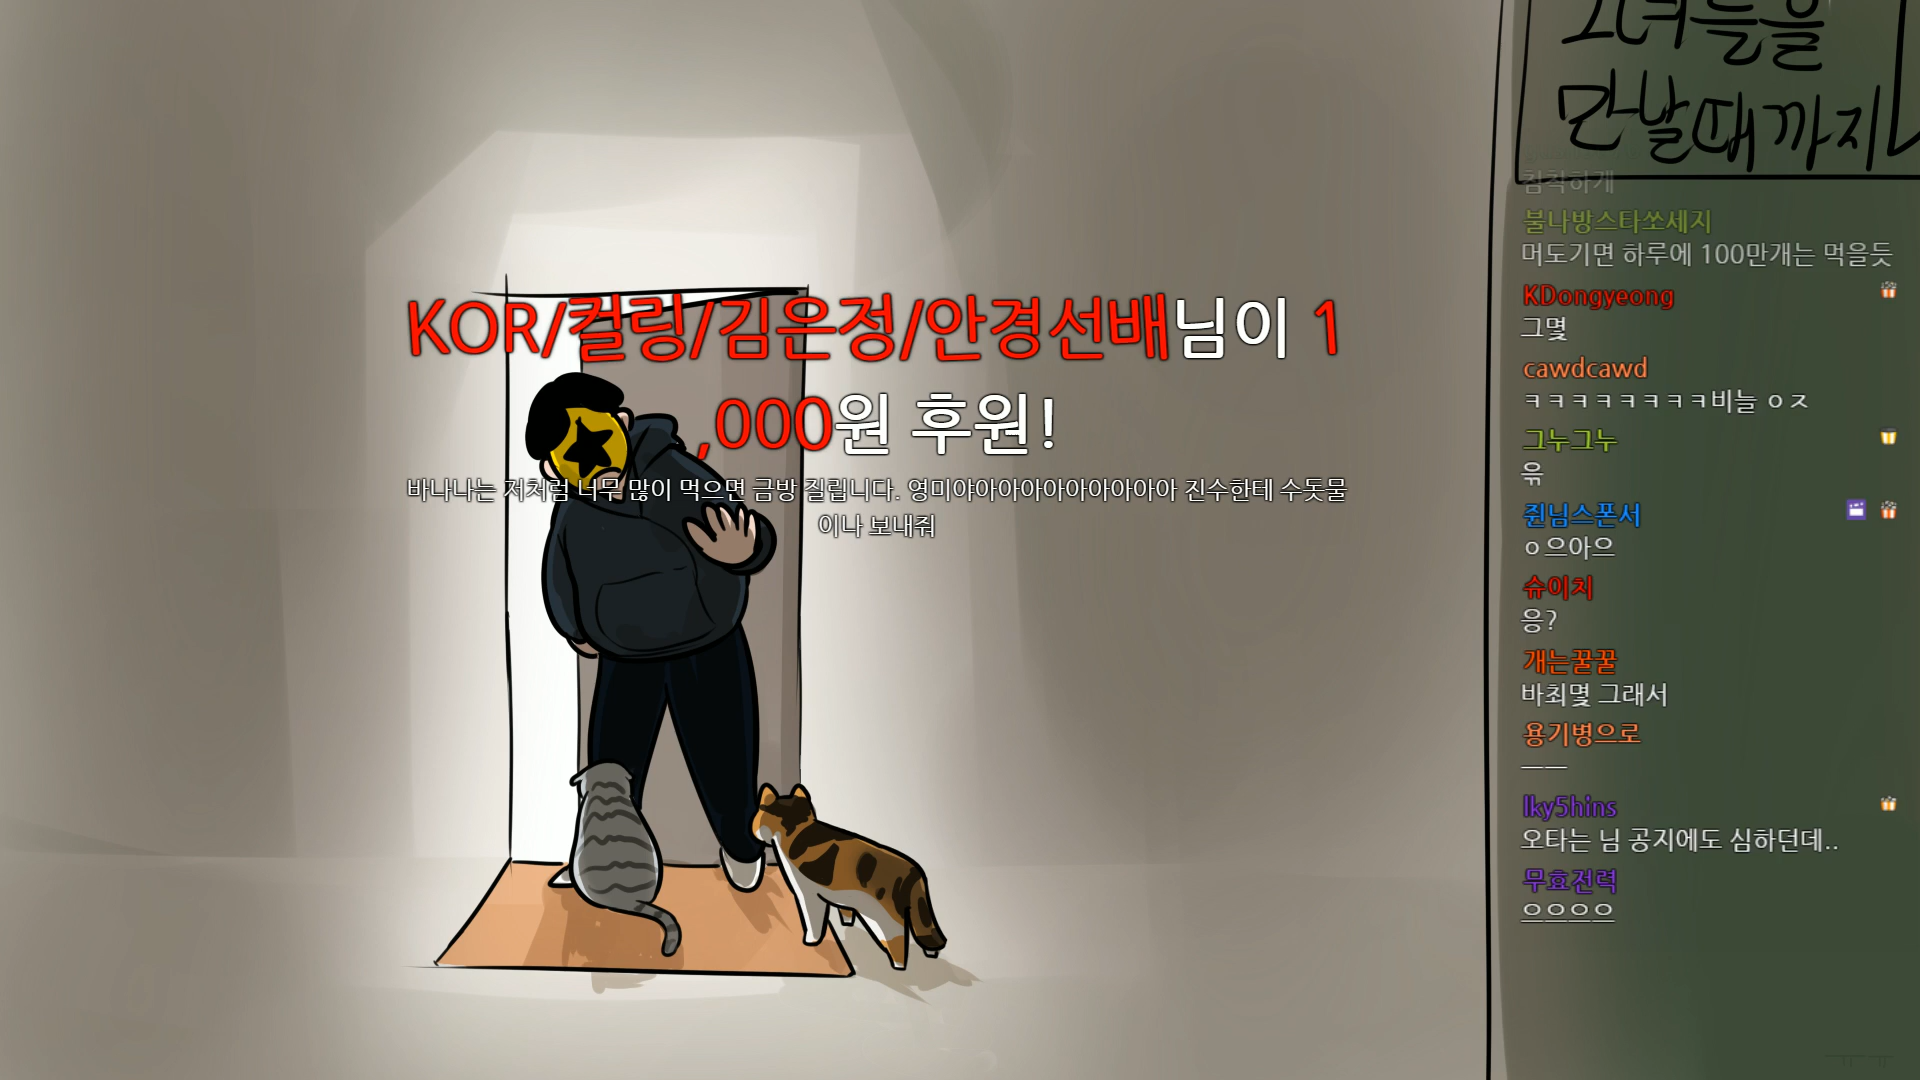 KOR/컬링/김은정/안경선배님이 1
,000원 후원!
바나나는 저처럼 너무 많이 먹으면 금방 질립니다. 영미야아아아아아아아아아 진수한테 수돗물
이나 보내줘
그녀들을
만날때까지
침착하게
불나방스타쏘세지
머도기면 하루에 100만개는 먹을듯
KDongyeong
그몇
cawdcawd
ㅋㅋㅋㅋㅋㅋㅋㅋ비늘 ㅇㅈ
그누그누
윾
쥔님스폰서
ㅇ으아으
슈이치
응?
개는꿀꿀
바최몇 그래서
용기병으로
ㅡㅡ
lky5hins
오타는 님 공지에도 심하던데..
무효전력
으으으으